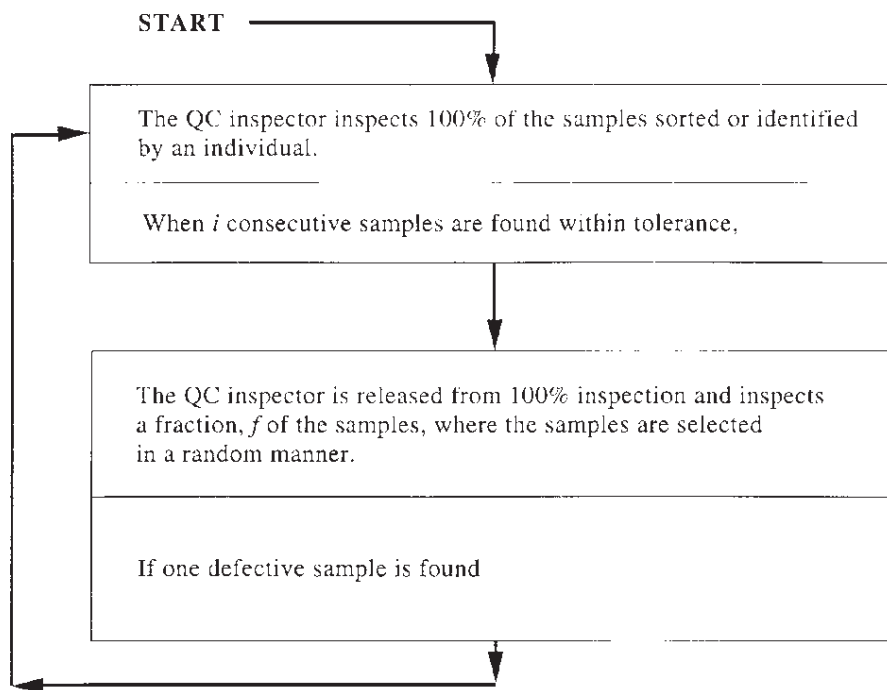 START
The QC inspector inspects 100% of the samples sorted or identified
by an individual.
When i consecutive samples are found within tolerance,
The QC inspector is released from 100% inspection and inspects
a fraction, f of the samples, where the samples are selected
in a random manner.
If one defective sample is found